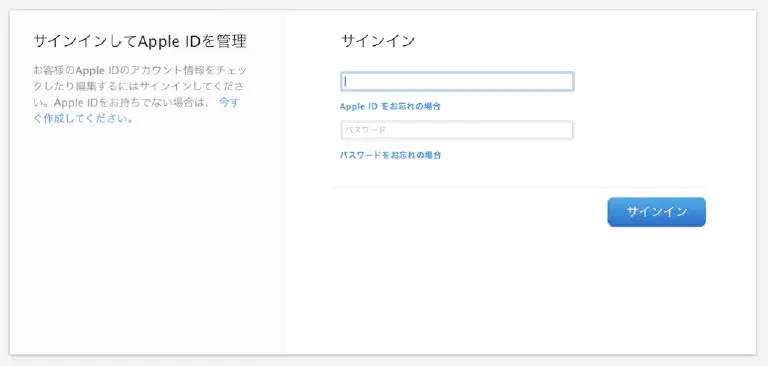 サインインしてApple IDを管理
お客様のApple IDのアカウント情報をチェッ
クしたり編集するにはサインインしてくださ
い。Apple IDをお持ちでない場合は、 今す
ぐ作成してください。
サインイン
Apple ID をお忘れの場合
パスワード
パスワードをお忘れの場合
サインイン